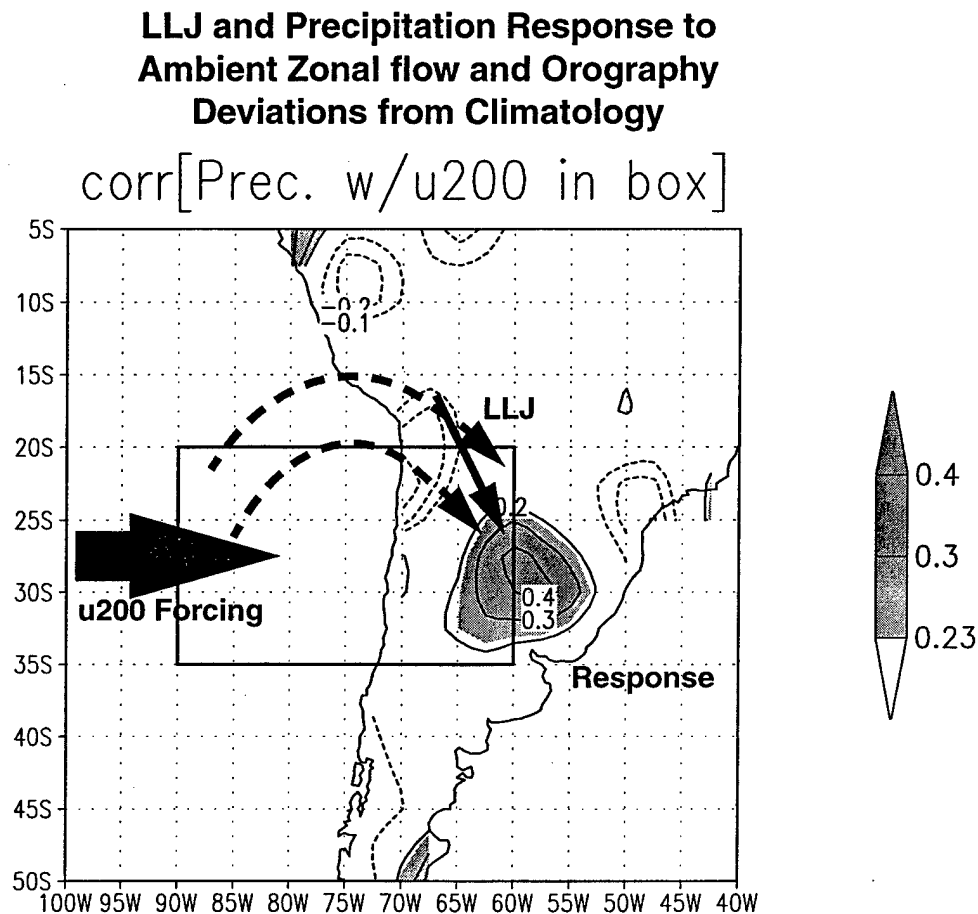 LLJ and Precipitation Response to
Ambient Zonal flow and Orography
Deviations from Climatology
corr[Prec. w/u200 in box]
5S
10S
-0.2
-0.1
15S
LLJ
20S
0.4
25S
0.2
0.3
u200 Forcing
30S
0.4
0.3
0.23
35S
Response
40S
45S
50S
100W 95W 90W 85W 80W 75W 70W 65W 60W 55W 50W 45W 40W